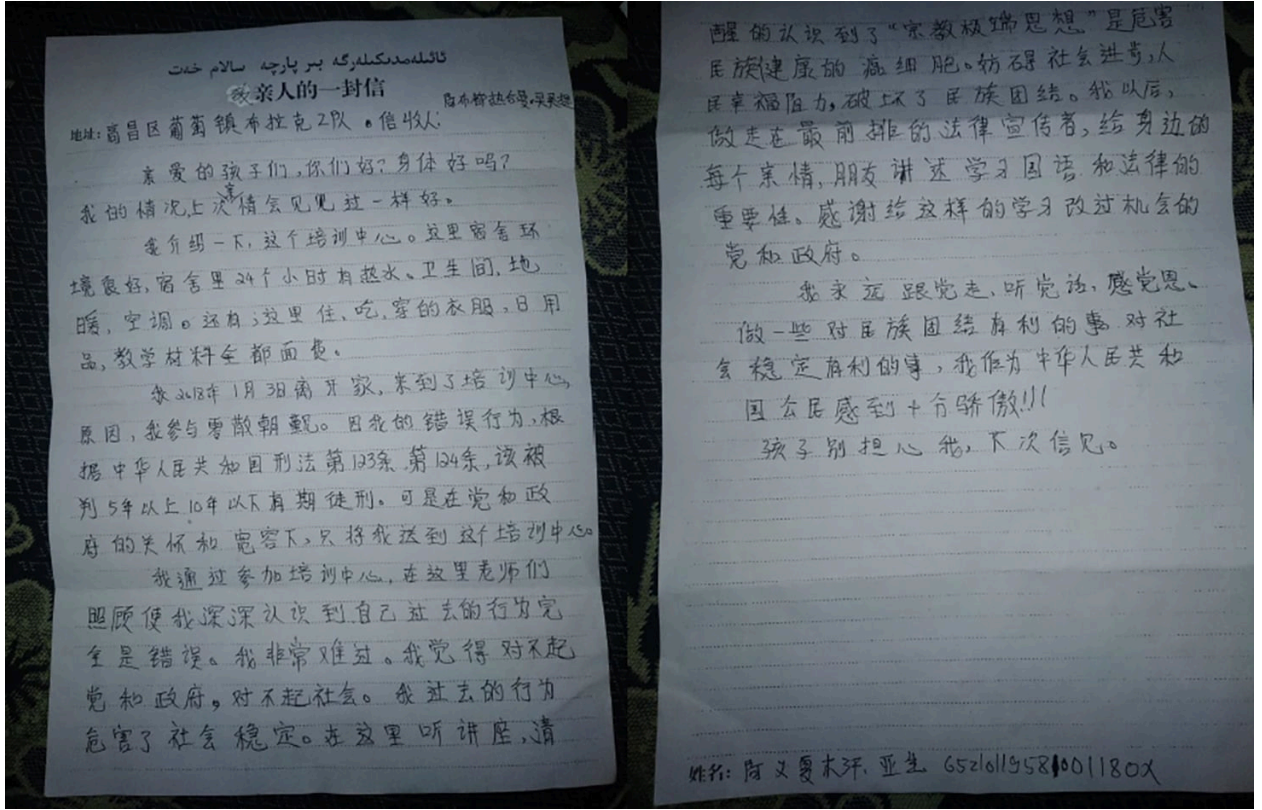 ئائىلەمدىكىلەرگە بىر پارچە سالام خەت
亲人的一封信
地址:高昌区葡萄镇布拉克2队。信收人:
亲爱的孩子们,你们好?身体好吗?
我的情况上次亲情会见见过一样好。
我介绍一下,这个培训中心。这里宿舍环
境良好,宿舍里24个小时有热水。卫生间,地
暖,空调。还有;这里住、吃,穿的衣服,日用
品,教学材料全都面费。
我2018年1月3日离开家,来到了培训中心,
原因,我参与零散朝觐。因我的错误行为,根
据中华人民共和国刑法第123条,第124条,该被
判5年以上10年以下有期徒刑。可是在党和政
府的关怀和宽容下,只将我送到这个培训中心。
我通过参加培训中心,在这里老师们
照顾使我深深认识到自己过去的行为完
全是错误。我非常难过。我觉得对不起
党和政府。对不起社会。我过去的行为
危害了社会稳定。在这里听讲座,清
醒的认识到了“宗教极端思想”是危害
民族健康的癌细胞。妨碍社会进步,人
民幸福阻力,破坏了民族团结。我以后,
做走在最前排的法律宣传者,给身边的
每个亲情,朋友讲述学习国语和法律的
重要性。感谢给这样的学习改过机会的
党和政府。
我永远跟党走、听党话,感党恩、
做一些对民族团结有利的事,对社
会稳定有利的事,我作为中华人民共和
国公民感到十分骄傲!!!
孩子别担心我,下次信见。
姓名:阿义夏木汗.亚生